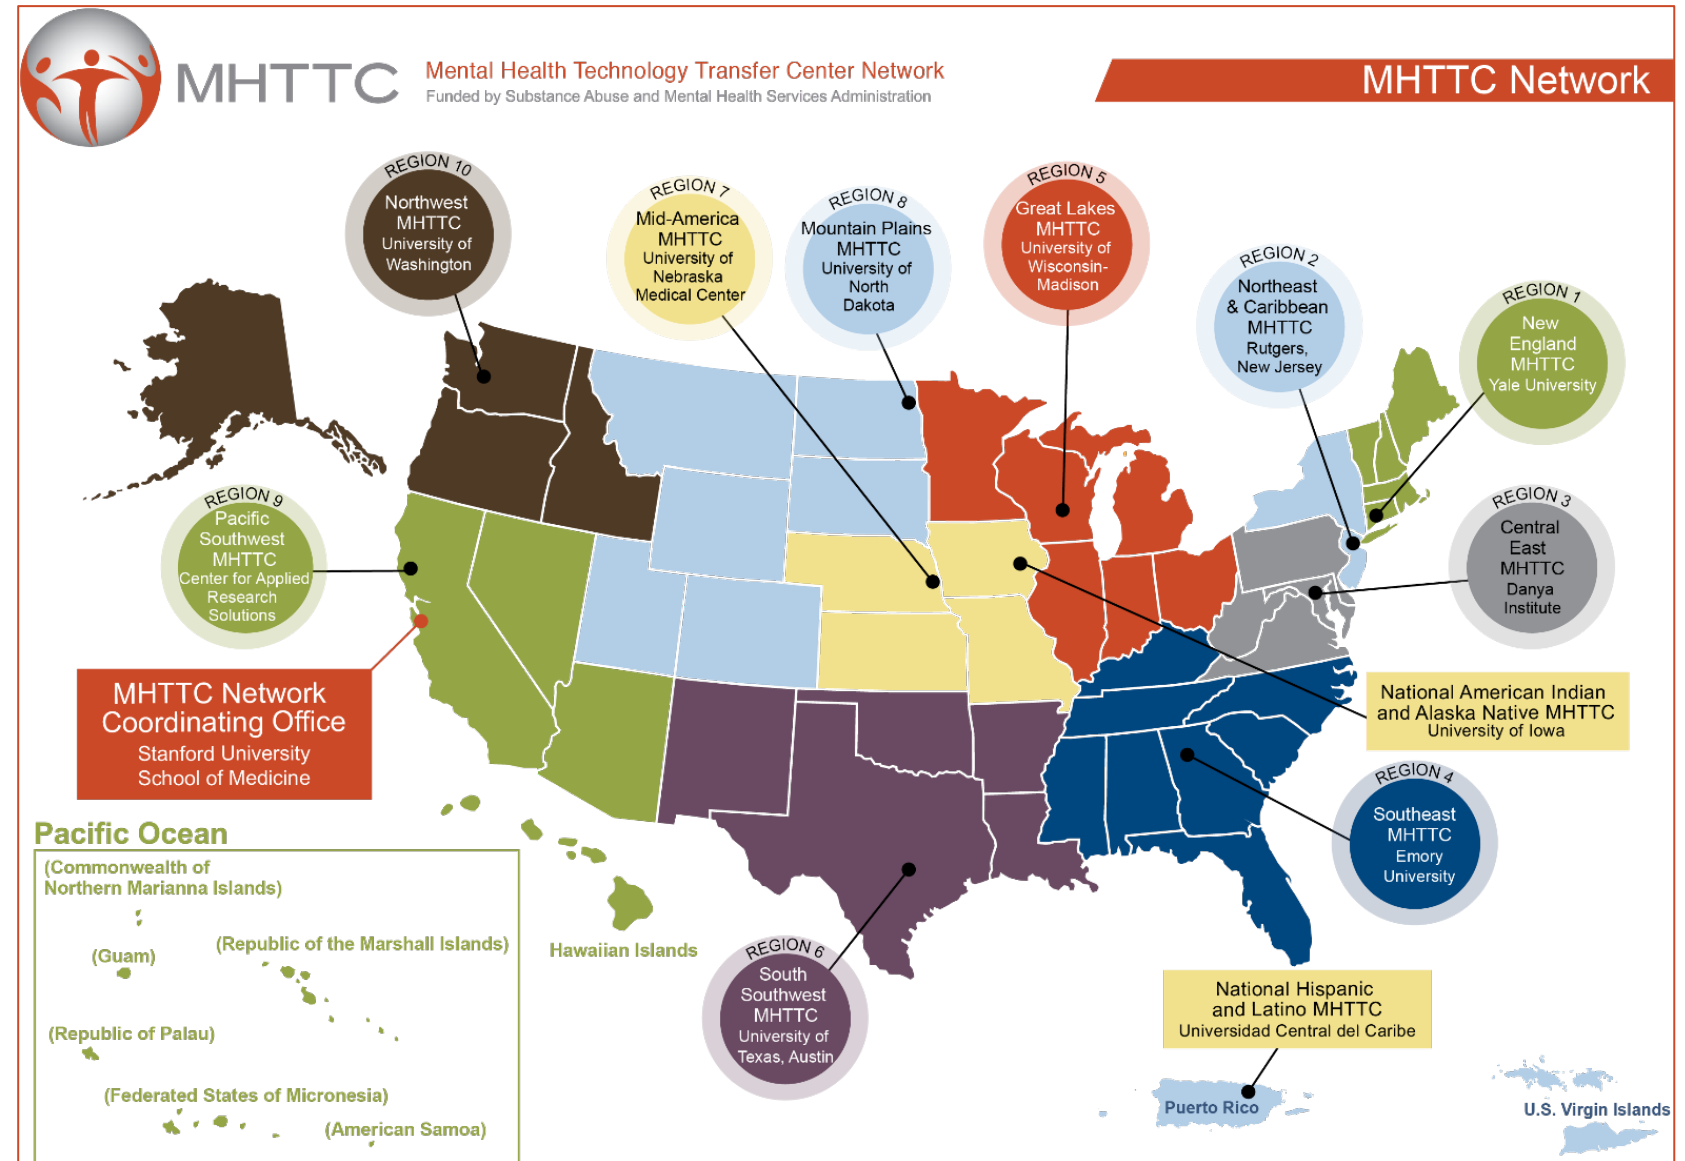 MHTTC
Mental Health Technology Transfer Center Network
Funded by Substance Abuse and Mental Health Services Administration
MHTTC Network
REGION 10
Northwest
MHTTC
University of
Washington
REGION 7
Mid-America
MHTTC
University of
Nebraska
Medical Center
REGION 8
Mountain Plains
MHTTC
University of
North
Dakota
REGION 5
Great Lakes
MHTTC
University of
Wisconsin-
Madison
REGION 2
Northeast
& Caribbean
MHTTC
Rutgers,
New Jersey
REGION 1
New
England
MHTTC
Yale University
REGION 9
Pacific
Southwest
MHTTC
Center for Applied
Research
Solutions
REGION 3
Central
East
MHTTC
Danya
Institute
MHTTC Network
Coordinating Office
Stanford University
School of Medicine
National American Indian
and Alaska Native MHTTC
University of Iowa
REGION 4
Southeast
MHTTC
Emory
University
Pacific Ocean
(Commonwealth of
Northern Marianna Islands)
(Guam)
(Republic of the Marshall Islands)
(Republic of Palau)
(Federated States of Micronesia)
(American Samoa)
Hawaiian Islands
REGION 6
South
Southwest
MHTTC
University of
Texas, Austin
National Hispanic
and Latino MHTTC
Universidad Central del Caribe
Puerto Rico
U.S. Virgin Islands